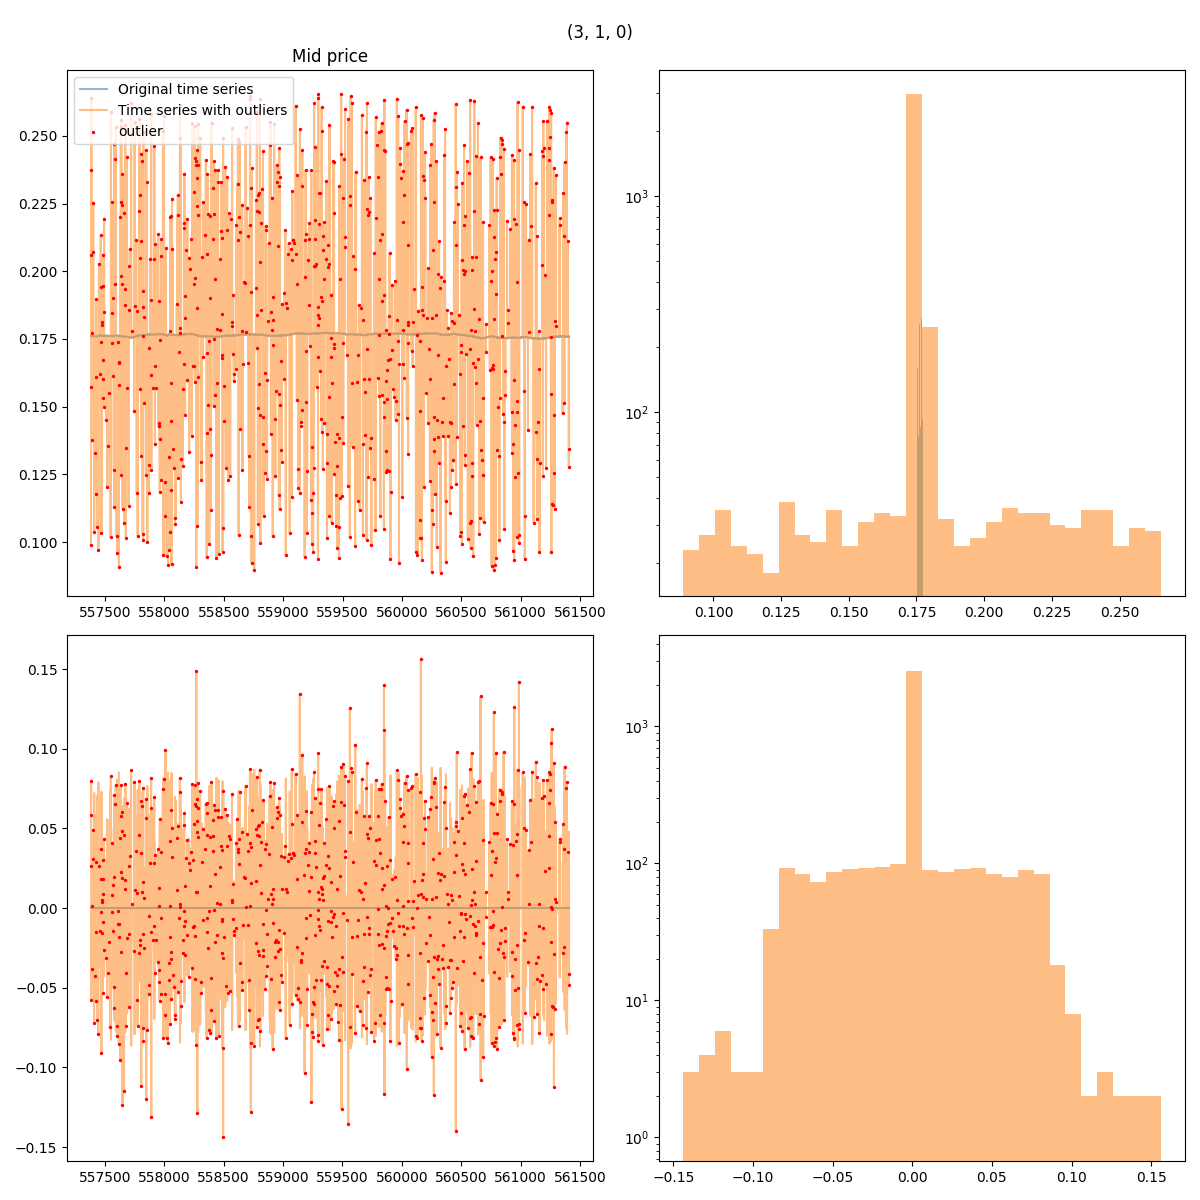 (3, 1, 0)
Mid price
Original time series
Time series with outliers
outlier
0.250
0.225
0.200
0.175
0.150
0.125
0.100
557500 558000 558500 559000 559500 560000 560500 561000 561500
10³
10²
0.100 0.125 0.150 0.175 0.200 0.225 0.250
0.15
0.10
0.05
0.00
−0.05
−0.10
−0.15
557500 558000 558500 559000 559500 560000 560500 561000 561500
10³
10²
10¹
10⁰
−0.15 −0.10 −0.05 0.00 0.05 0.10 0.15